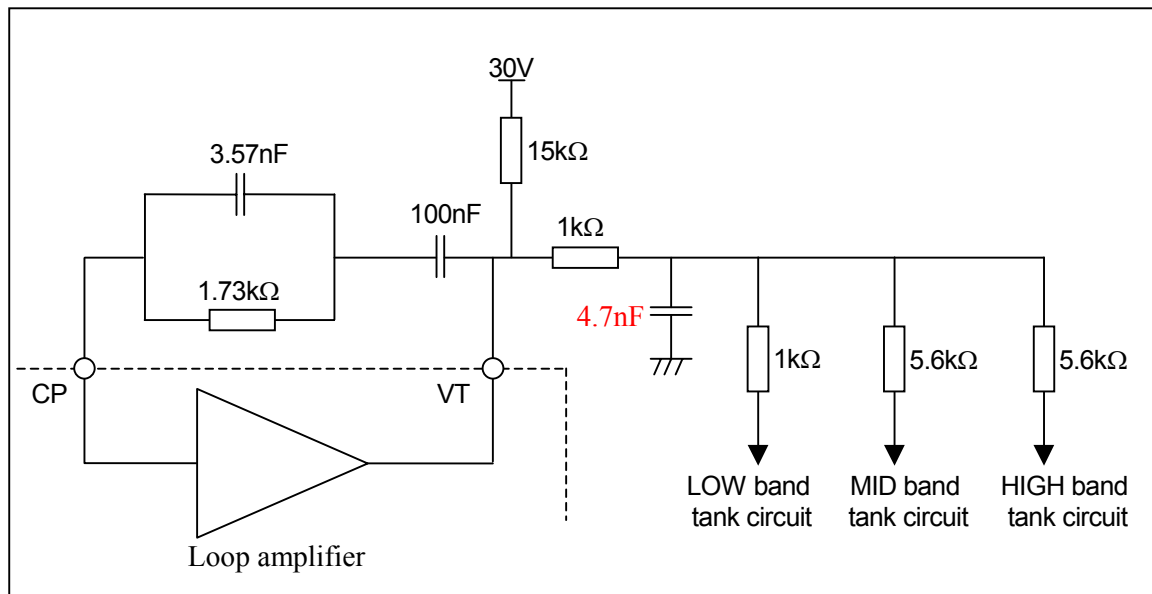 30V
15kΩ
3.57nF
100nF
1kΩ
1.73kΩ
4.7nF
1kΩ
5.6kΩ
5.6kΩ
CP
VT
LOW band
tank circuit
MID band
tank circuit
HIGH band
tank circuit
Loop amplifier